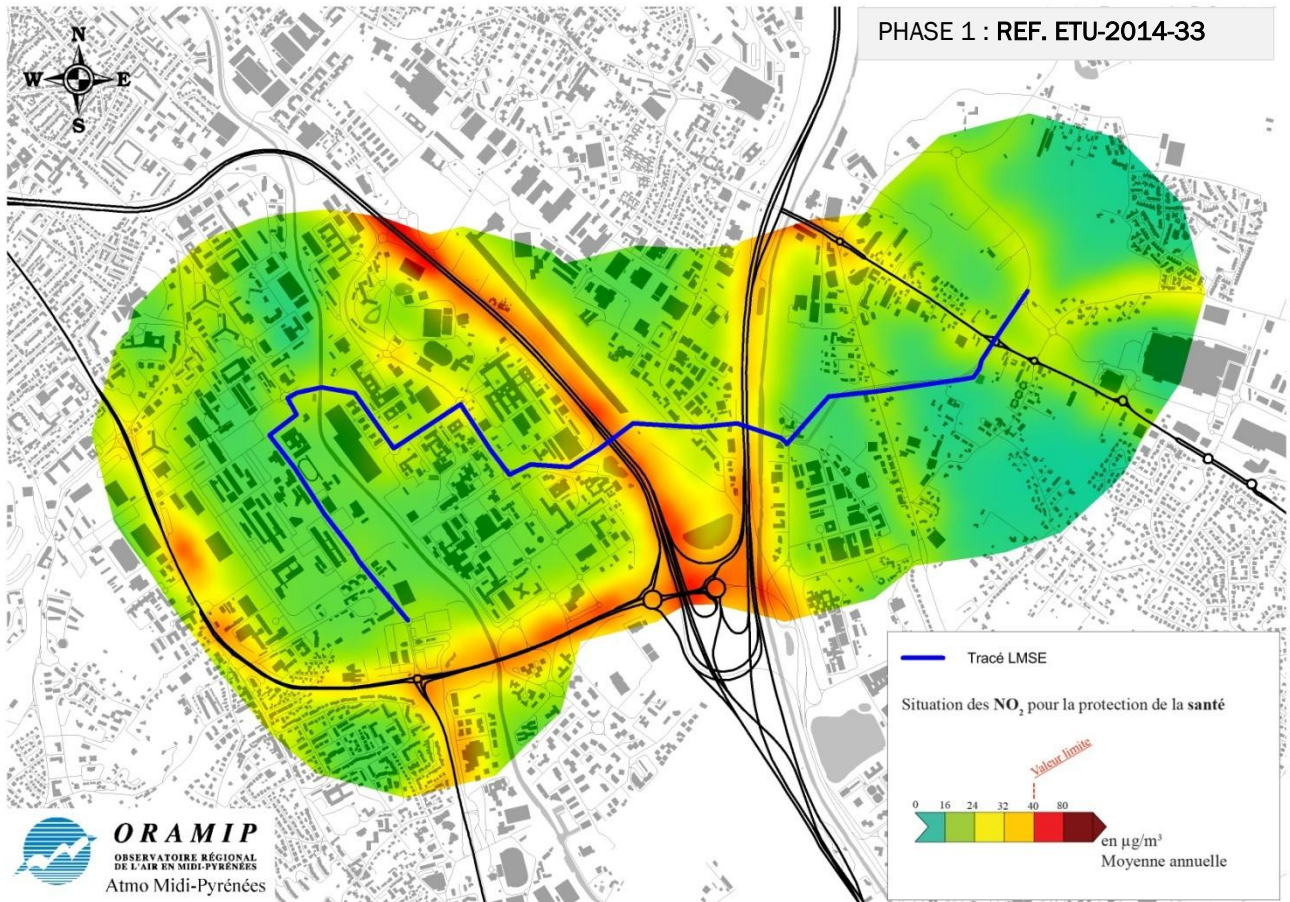 PHASE 1 : REF. ETU-2014-33
N
W E
S
Tracé LMSE
Situation des NO₂ pour la protection de la santé
Valeur limite
0 16 24 32 40 80
en µg/m³
Moyenne annuelle
ORAMIP
OBSERVATOIRE RÉGIONAL
DE L'AIR EN MIDI-PYRÉNÉES
Atmo Midi-Pyrénées